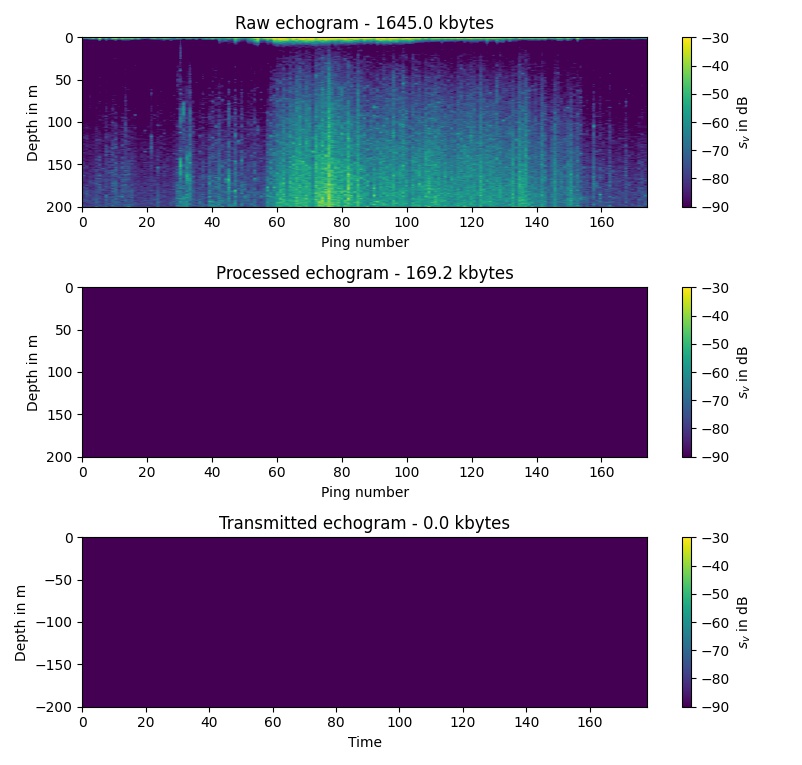 Raw echogram - 1645.0 kbytes
0
50
100
150
200
Depth in m
0 20 40 60 80 100 120 140 160
Ping number
−30
−40
−50
−60
−70
−80
−90
sv in dB
Processed echogram - 169.2 kbytes
0
50
100
150
200
Depth in m
0 20 40 60 80 100 120 140 160
Ping number
−30
−40
−50
−60
−70
−80
−90
sv in dB
Transmitted echogram - 0.0 kbytes
0
−50
−100
−150
−200
Depth in m
0 20 40 60 80 100 120 140 160
Time
−30
−40
−50
−60
−70
−80
−90
sv in dB